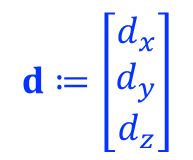 d := [d_x
d_y
d_z]